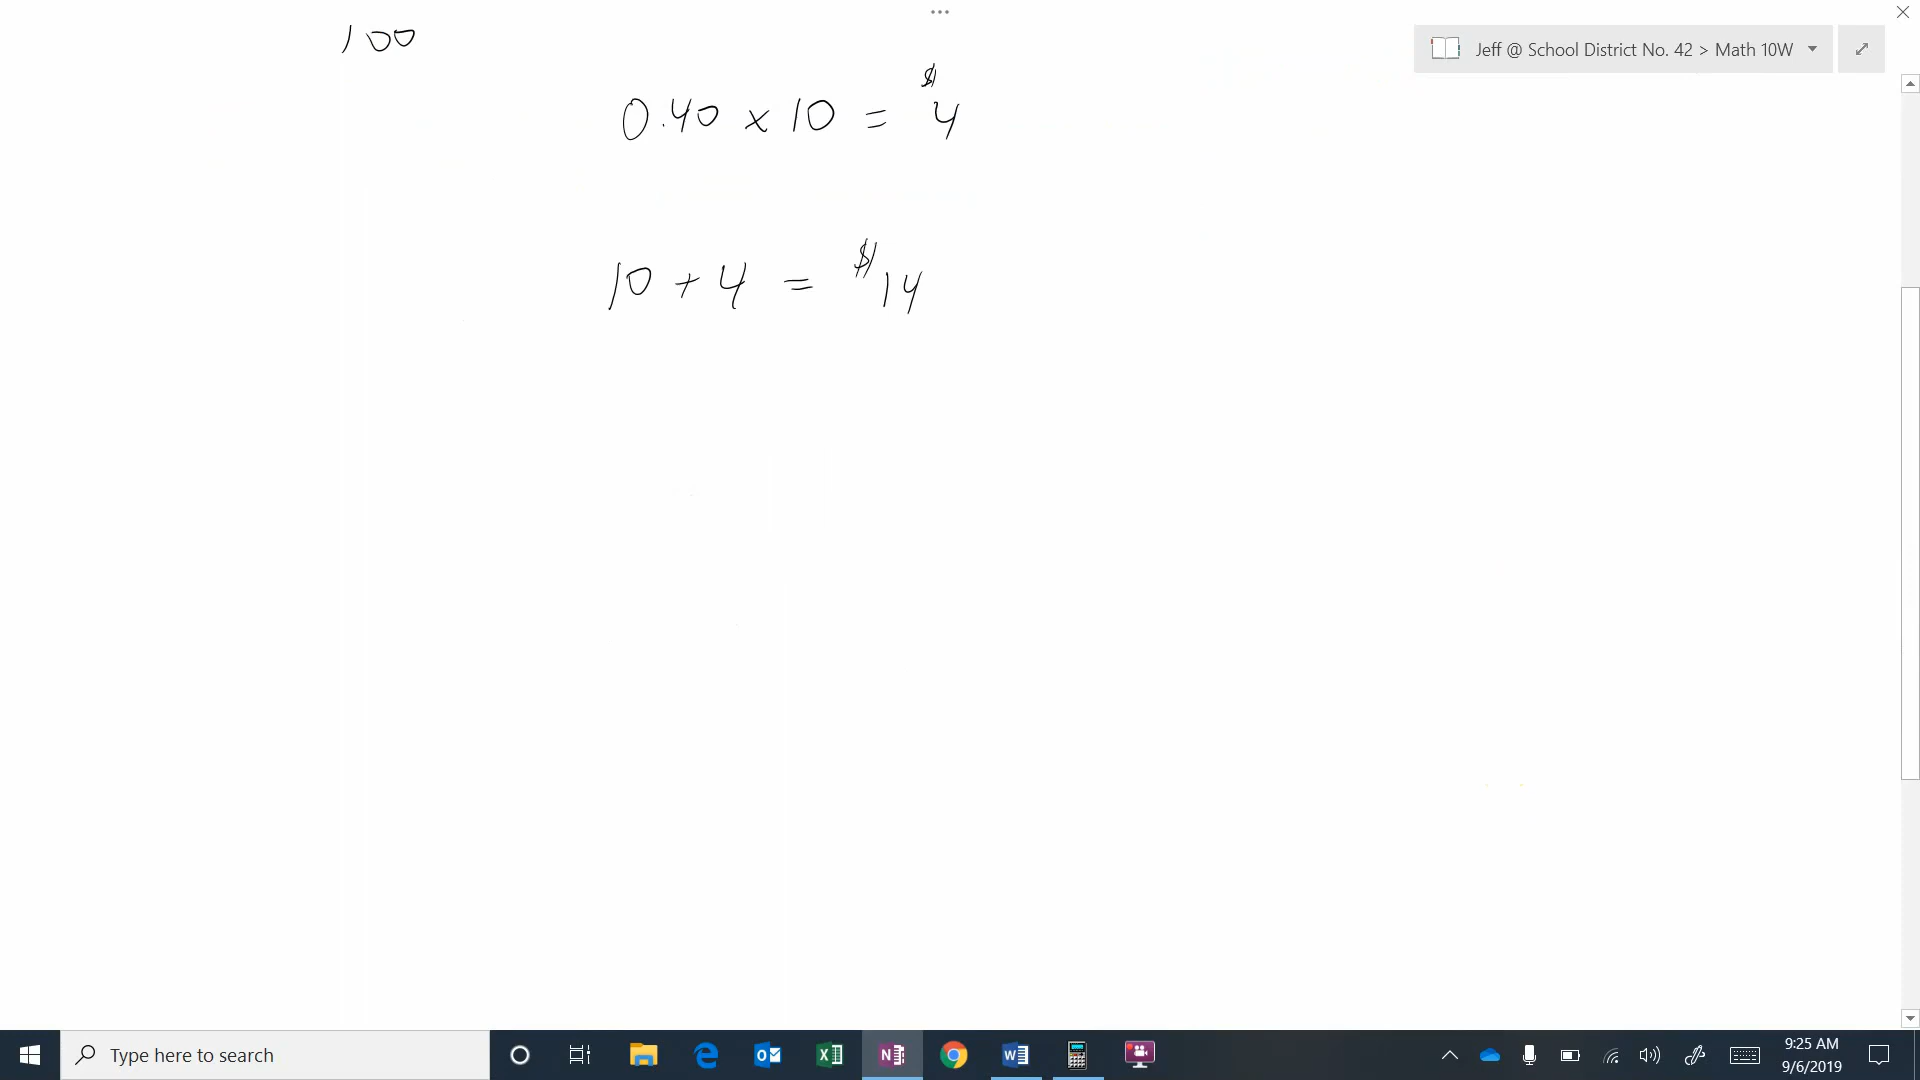 100
Jeff @ School District No. 42 > Math 10W
$
0.40 x 10 = 4
10 + 4 = $14
Type here to search
9:25 AM
9/6/2019